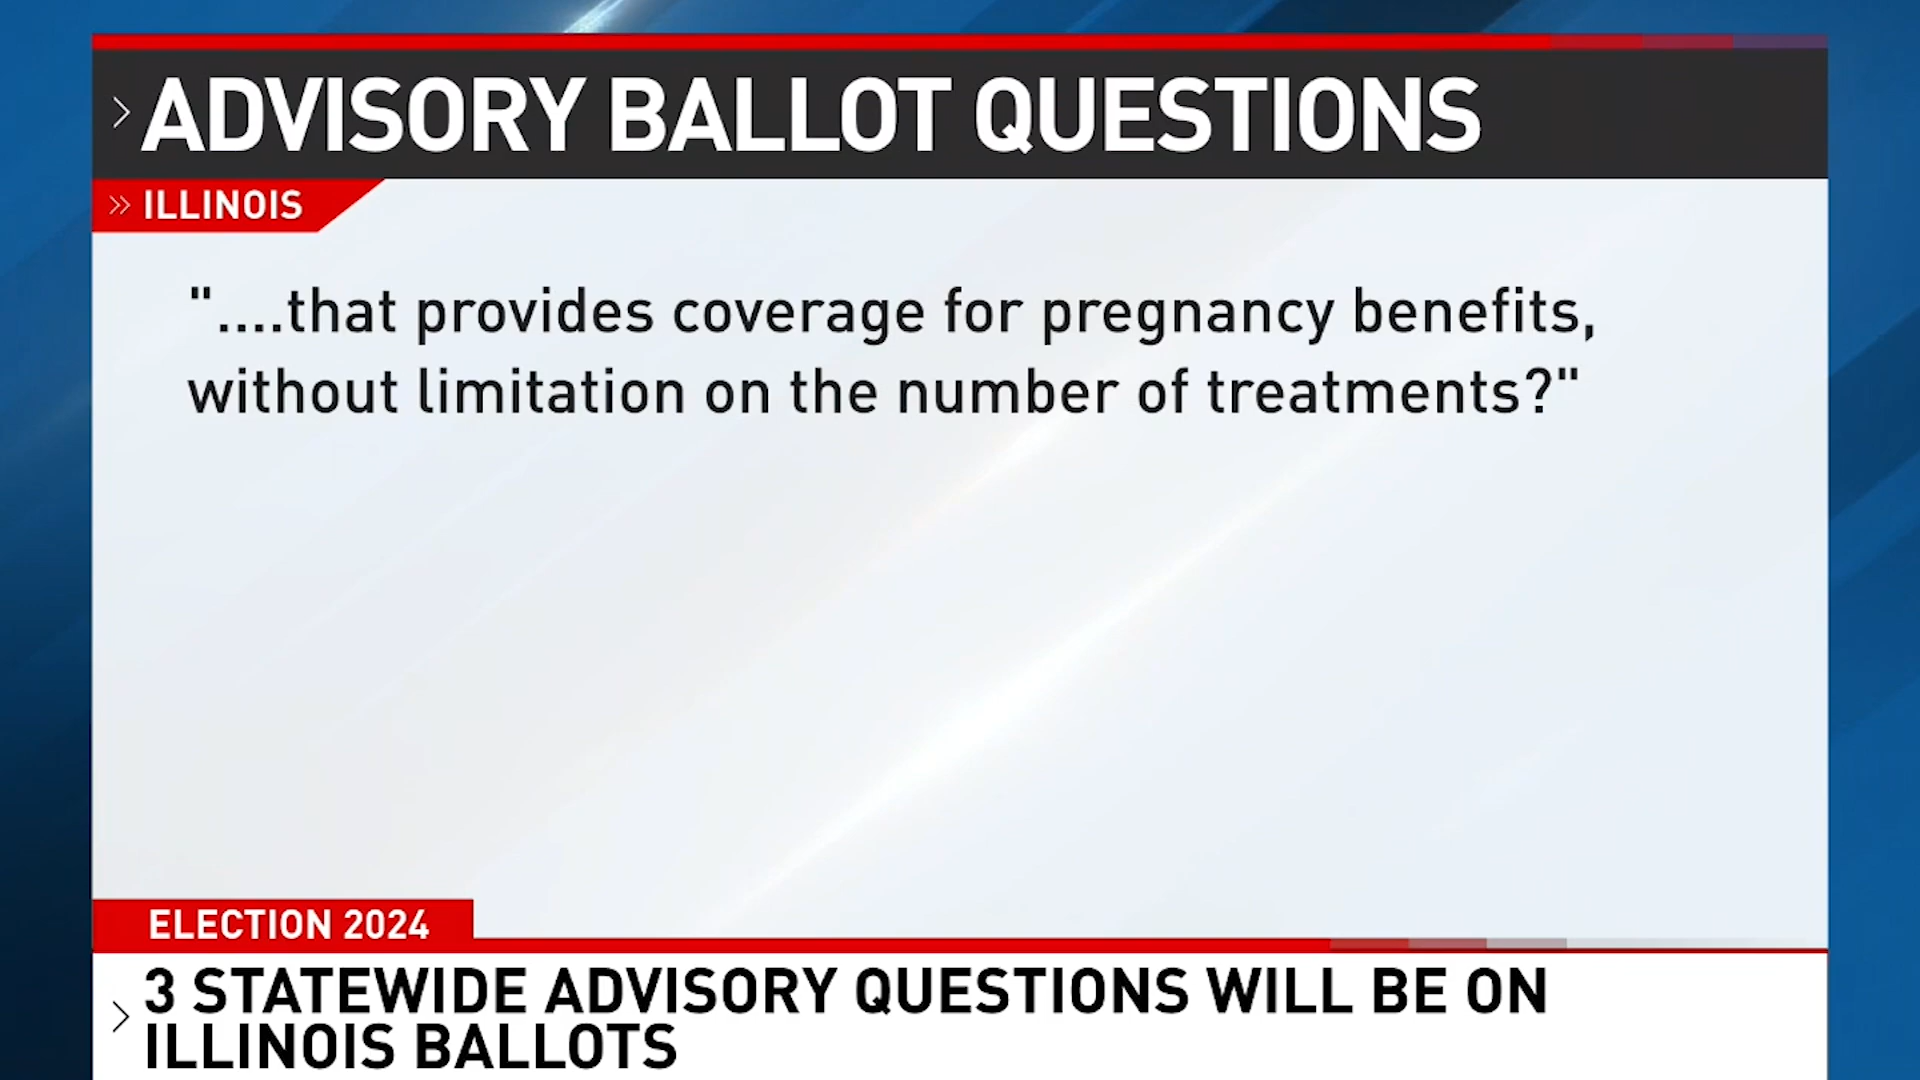 ADVISORY BALLOT QUESTIONS
ILLINOIS
"....that provides coverage for pregnancy benefits,
without limitation on the number of treatments?"
ELECTION 2024
3 STATEWIDE ADVISORY QUESTIONS WILL BE ON
ILLINOIS BALLOTS